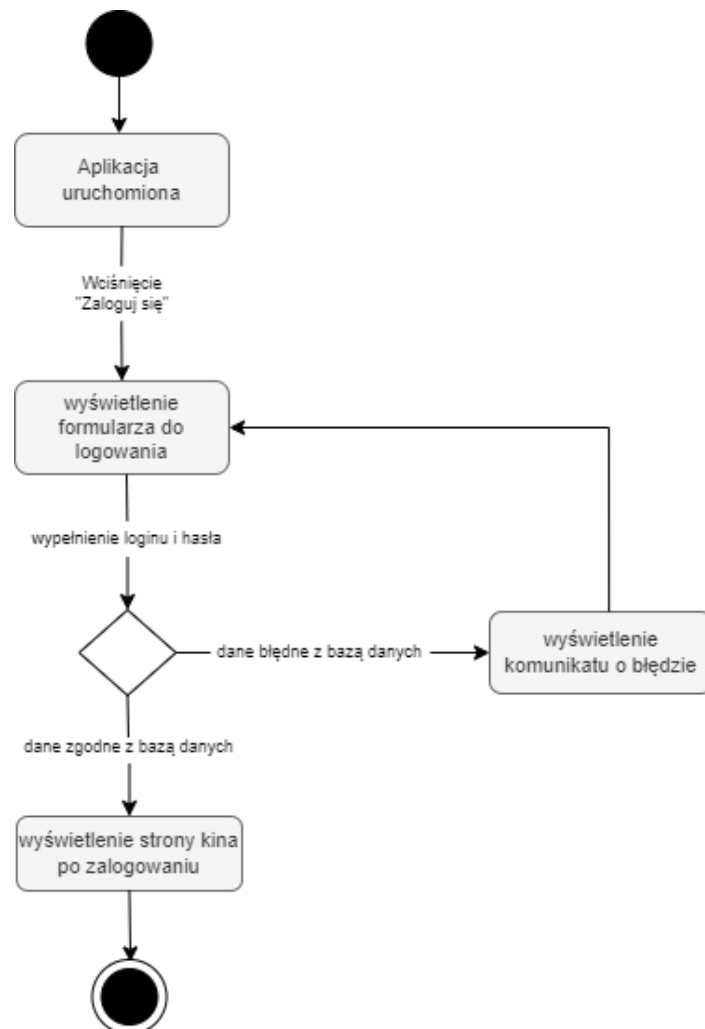 Aplikacja
uruchomiona
Wciśnięcie
"Zaloguj się"
wyświetlenie
formularza do
logowania
wypełnienie loginu i hasła
dane błędne z bazą danych
wyświetlenie
komunikatu o błędzie
dane zgodne z bazą danych
wyświetlenie strony kina
po zalogowaniu